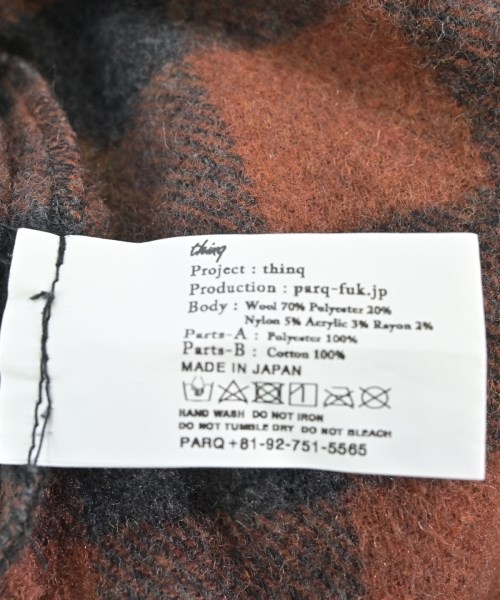 thinq
Project : thinq
Production : parq-fuk.jp
Body : Wool 70% Polyester 20%
Nylon 5% Acrylic 3% Rayon 2%
Parts-A : Polyester 100%
Parts-B : Cotton 100%
MADE IN JAPAN
HAND WASH DO NOT IRON
DO NOT TUMBLE DRY DO NOT BLEACH
PARQ +81-92-751-5565